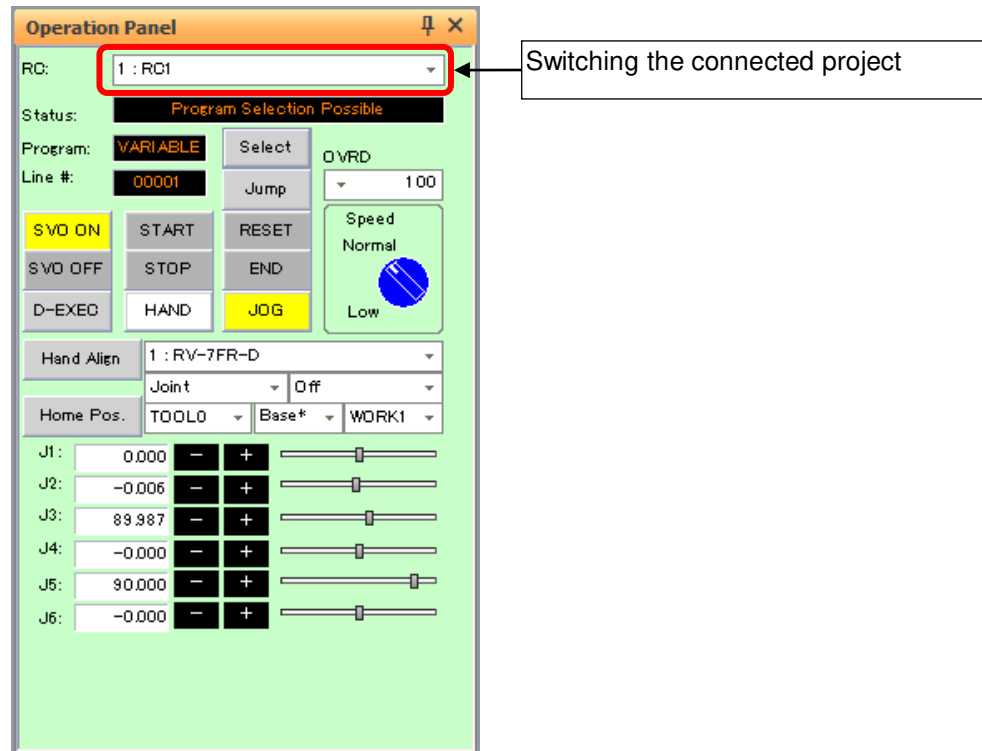 Operation Panel
RC: 1 : RC1
Switching the connected project
Status: Program Selection Possible
Program: VARIABLE Select OVRD
Line #: 00001 Jump 100
SVO ON START RESET Speed
Normal
SVO OFF STOP END
D-EXEC HAND JOG Low
Hand Align 1 : RV-7FR-D
Joint Off
Home Pos. TOOL0 Base* WORK1
J1: 0.000 − +
J2: -0.006 − +
J3: 89.987 − +
J4: -0.000 − +
J5: 90.000 − +
J6: -0.000 − +